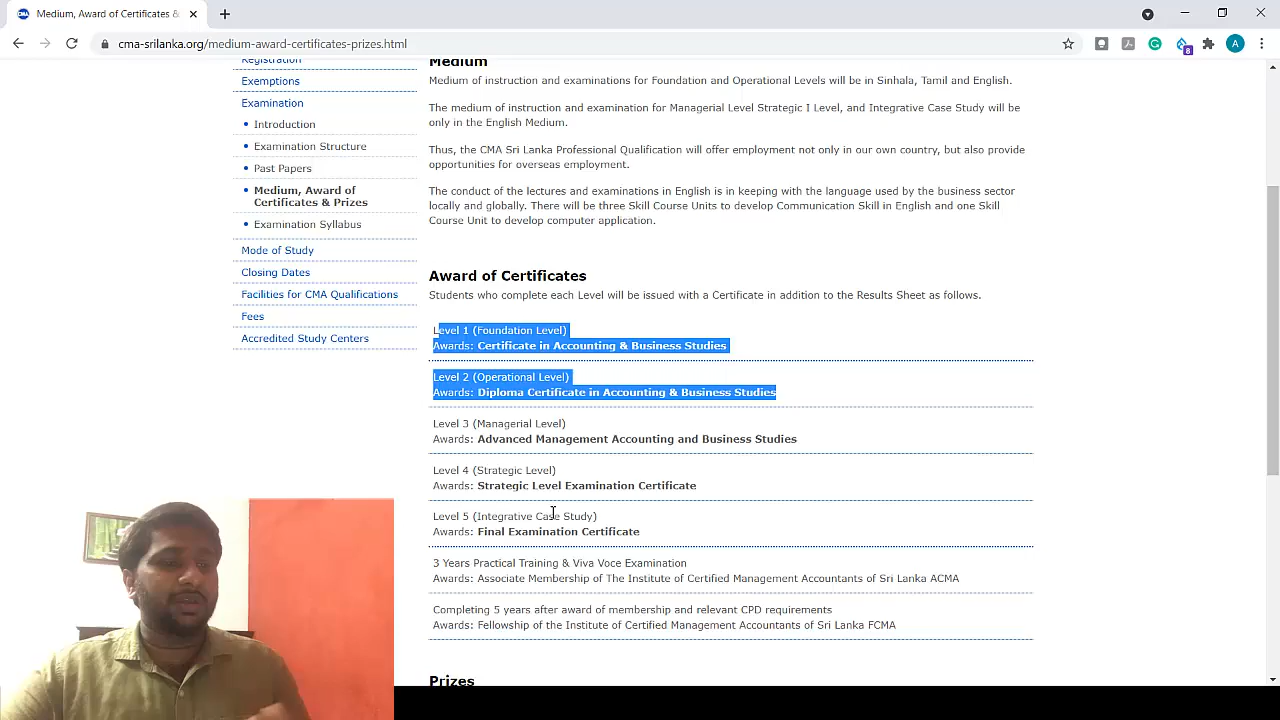 Medium, Award of Certificates &
cma-srilanka.org/medium-award-certificates-prizes.html
8
A
Registration
Exemptions
Examination
Introduction
Examination Structure
Past Papers
Medium, Award of
Certificates & Prizes
Examination Syllabus
Mode of Study
Closing Dates
Facilities for CMA Qualifications
Fees
Accredited Study Centers
Medium
Medium of instruction and examinations for Foundation and Operational Levels will be in Sinhala, Tamil and English.
The medium of instruction and examination for Managerial Level Strategic I Level, and Integrative Case Study will be
only in the English Medium.
Thus, the CMA Sri Lanka Professional Qualification will offer employment not only in our own country, but also provide
opportunities for overseas employment.
The conduct of the lectures and examinations in English is in keeping with the language used by the business sector
locally and globally. There will be three Skill Course Units to develop Communication Skill in English and one Skill
Course Unit to develop computer application.
Award of Certificates
Students who complete each Level will be issued with a Certificate in addition to the Results Sheet as follows.
Level 1 (Foundation Level)
Awards: Certificate in Accounting & Business Studies
Level 2 (Operational Level)
Awards: Diploma Certificate in Accounting & Business Studies
Level 3 (Managerial Level)
Awards: Advanced Management Accounting and Business Studies
Level 4 (Strategic Level)
Awards: Strategic Level Examination Certificate
Level 5 (Integrative Case Study)
Awards: Final Examination Certificate
3 Years Practical Training & Viva Voce Examination
Awards: Associate Membership of The Institute of Certified Management Accountants of Sri Lanka ACMA
Completing 5 years after award of membership and relevant CPD requirements
Awards: Fellowship of the Institute of Certified Management Accountants of Sri Lanka FCMA
Prizes